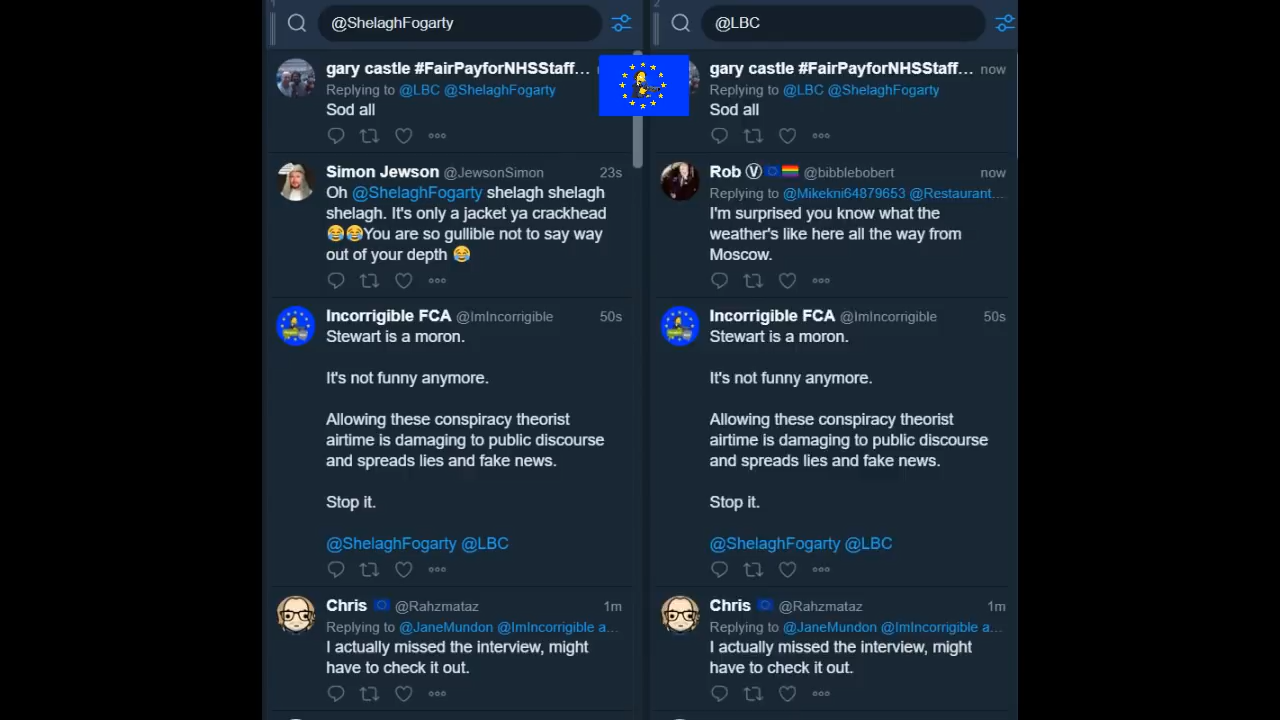 1
@ShelaghFogarty
gary castle #FairPayforNHSStaff…
Replying to @LBC @ShelaghFogarty
Sod all
Simon Jewson @JewsonSimon 23s
Oh @ShelaghFogarty shelagh shelagh
shelagh. It's only a jacket ya crackhead
😂😂You are so gullible not to say way
out of your depth 😂
Incorrigible FCA @ImIncorrigible 50s
Stewart is a moron.
It's not funny anymore.
Allowing these conspiracy theorist
airtime is damaging to public discourse
and spreads lies and fake news.
Stop it.
@ShelaghFogarty @LBC
Chris 🇪🇺 @Rahzmataz 1m
Replying to @JaneMundon @ImIncorrigible a…
I actually missed the interview, might
have to check it out.
2
@LBC
gary castle #FairPayforNHSStaff… now
Replying to @LBC @ShelaghFogarty
Sod all
Rob Ⓥ 🇪🇺🏳️‍🌈 @bibblebobert now
Replying to @Mikekni64879653 @Restaurant…
I'm surprised you know what the
weather's like here all the way from
Moscow.
Incorrigible FCA @ImIncorrigible 50s
Stewart is a moron.
It's not funny anymore.
Allowing these conspiracy theorist
airtime is damaging to public discourse
and spreads lies and fake news.
Stop it.
@ShelaghFogarty @LBC
Chris 🇪🇺 @Rahzmataz 1m
Replying to @JaneMundon @ImIncorrigible a…
I actually missed the interview, might
have to check it out.